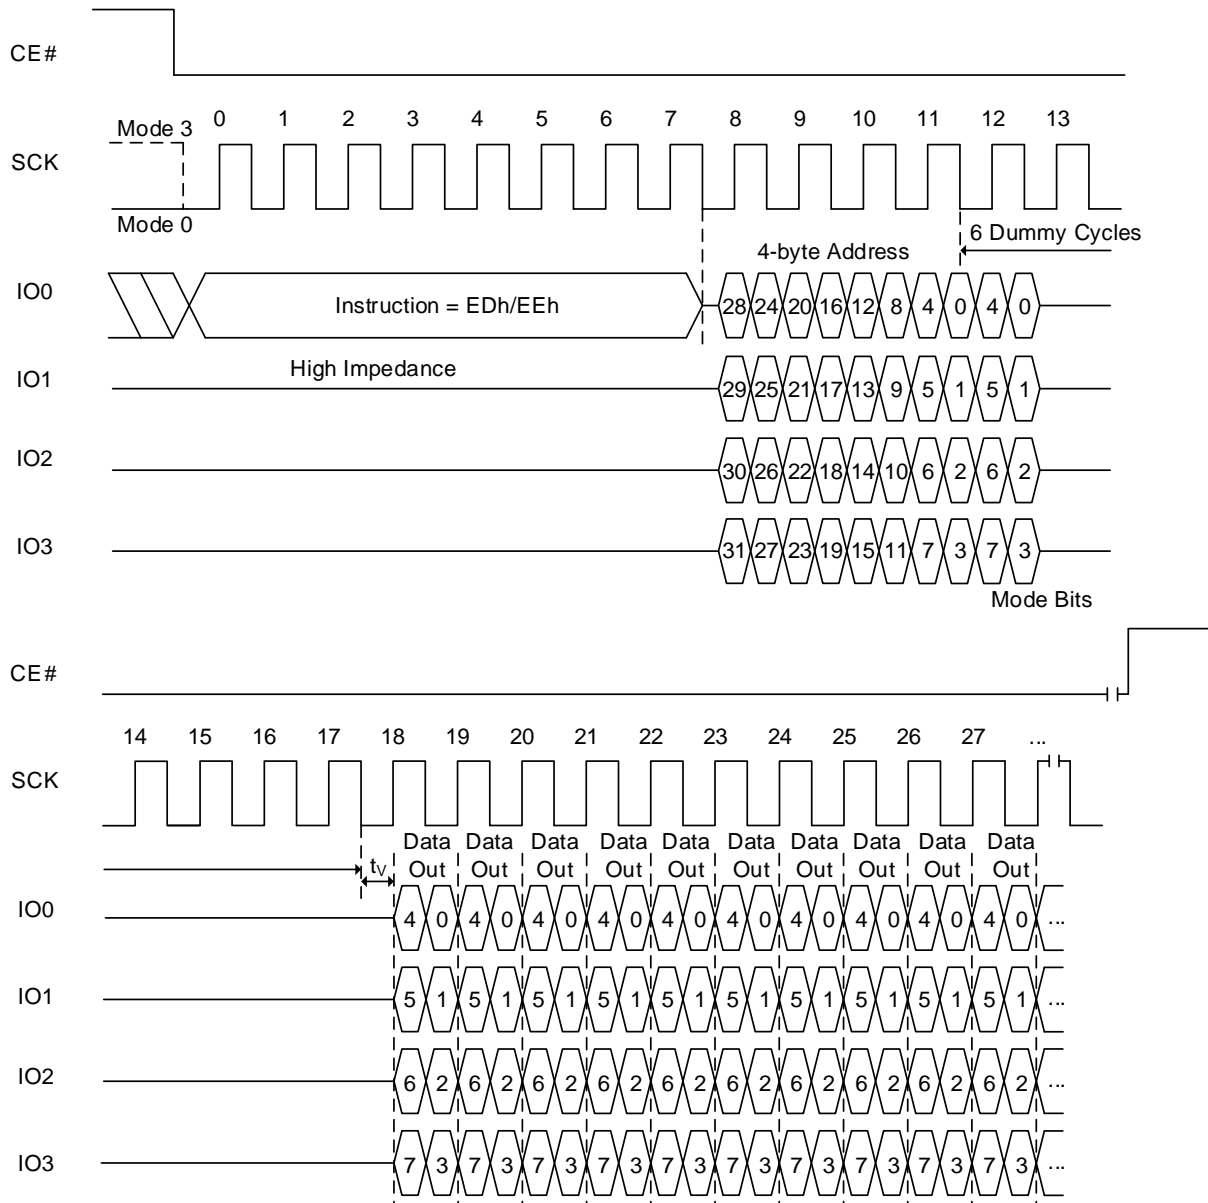 CE#
Mode 3
0 1 2 3 4 5 6 7 8 9 10 11 12 13
SCK
Mode 0
6 Dummy Cycles
4-byte Address
IO0
Instruction = EDh/EEh
28 24 20 16 12 8 4 0 4 0
High Impedance
IO1
29 25 21 17 13 9 5 1 5 1
IO2
30 26 22 18 14 10 6 2 6 2
IO3
31 27 23 19 15 11 7 3 7 3
Mode Bits
CE#
14 15 16 17 18 19 20 21 22 23 24 25 26 27 ...
SCK
Data Data Data Data Data Data Data Data Data Data
tV Out Out Out Out Out Out Out Out Out Out
IO0 4 0 4 0 4 0 4 0 4 0 4 0 4 0 4 0 4 0 4 0 ...
IO1 5 1 5 1 5 1 5 1 5 1 5 1 5 1 5 1 5 1 5 1 ...
IO2 6 2 6 2 6 2 6 2 6 2 6 2 6 2 6 2 6 2 6 2 ...
IO3 7 3 7 3 7 3 7 3 7 3 7 3 7 3 7 3 7 3 7 3 ...